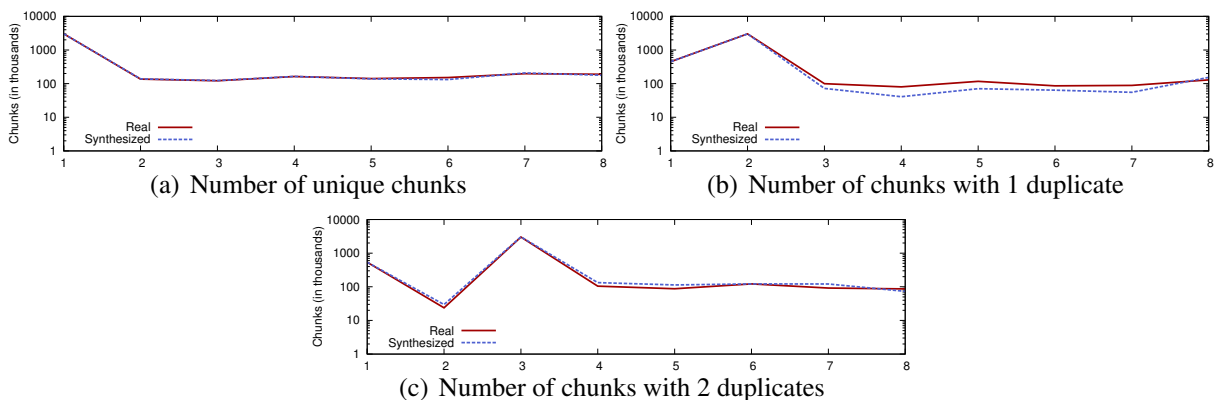 10000
1000
100
10
1
Chunks (in thousands)
Real
Synthesized
1 2 3 4 5 6 7 8
(a) Number of unique chunks
10000
1000
100
10
1
Chunks (in thousands)
Real
Synthesized
1 2 3 4 5 6 7 8
(b) Number of chunks with 1 duplicate
10000
1000
100
10
1
Chunks (in thousands)
Real
Synthesized
1 2 3 4 5 6 7 8
(c) Number of chunks with 2 duplicates